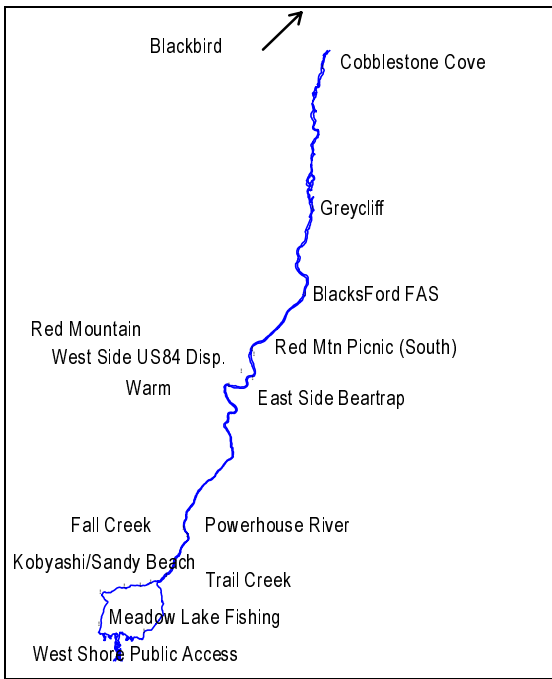 Blackbird
Cobblestone Cove
Greycliff
BlacksFord FAS
Red Mountain
Red Mtn Picnic (South)
West Side US84 Disp.
Warm
East Side Beartrap
Fall Creek
Powerhouse River
Kobyashi/Sandy Beach
Trail Creek
Meadow Lake Fishing
West Shore Public Access